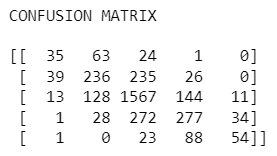 CONFUSION MATRIX
[[ 35 63 24 1 0]
[ 39 236 235 26 0]
[ 13 128 1567 144 11]
[ 1 28 272 277 34]
[ 1 0 23 88 54]]